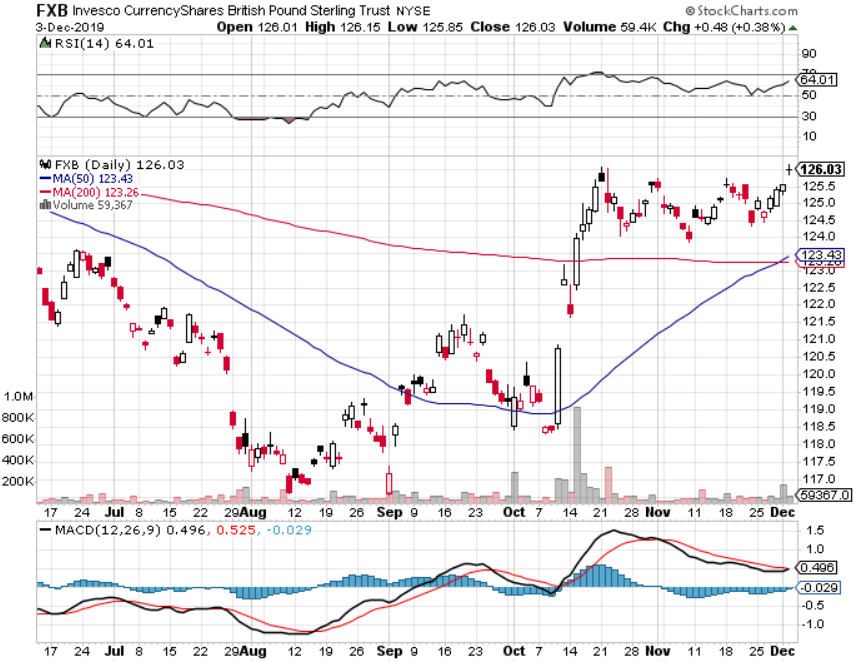 FXB Invesco CurrencyShares British Pound Sterling Trust NYSE © StockCharts.com
3-Dec-2019 Open 126.01 High 126.15 Low 125.85 Close 126.03 Volume 59.4K Chg +0.48 (+0.38%)
RSI(14) 64.01
90
70
64.01
50
30
10
FXB (Daily) 126.03
MA(50) 123.43
MA(200) 123.26
Volume 59,367
126.03
125.5
125.0
124.5
124.0
123.43
123.26
123.0
122.5
122.0
121.5
121.0
120.5
120.0
119.5
119.0
118.5
118.0
117.5
117.0
59367.0
1.0M
800K
600K
400K
200K
17 24 Jul 8 15 22 29 Aug 12 19 26 Sep 9 16 23 Oct 7 14 21 28 Nov 11 18 25 Dec
MACD(12,26,9) 0.496, 0.525, -0.029
1.5
1.0
0.496
-0.029
-0.5
-1.0
17 24 Jul 8 15 22 29 Aug 12 19 26 Sep 9 16 23 Oct 7 14 21 28 Nov 11 18 25 Dec